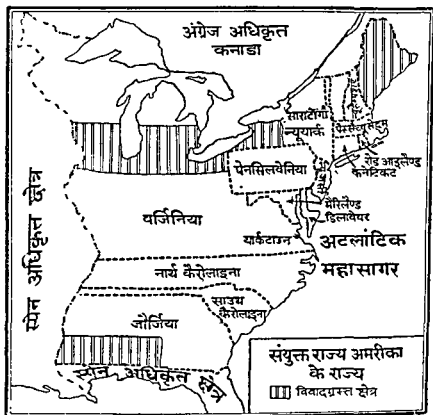 अंग्रेज अधिकृत
कनाडा
साराटोगा
न्यूयार्क
रोड आइलैण्ड
कनेटिकट
पेनसिलवेनिया
मेरिलैण्ड
डिलावेयर
वर्जिनिया
यार्कटाउन
अटलांटिक
महासागर
नार्थ कैरोलाइना
साउथ
कैरोलाइना
जौर्जिया
स्पेन अधिकृत क्षेत्र
स्पेन अधिकृत क्षेत्र
संयुक्त राज्य अमरीका
के राज्य
विवादग्रस्त क्षेत्र